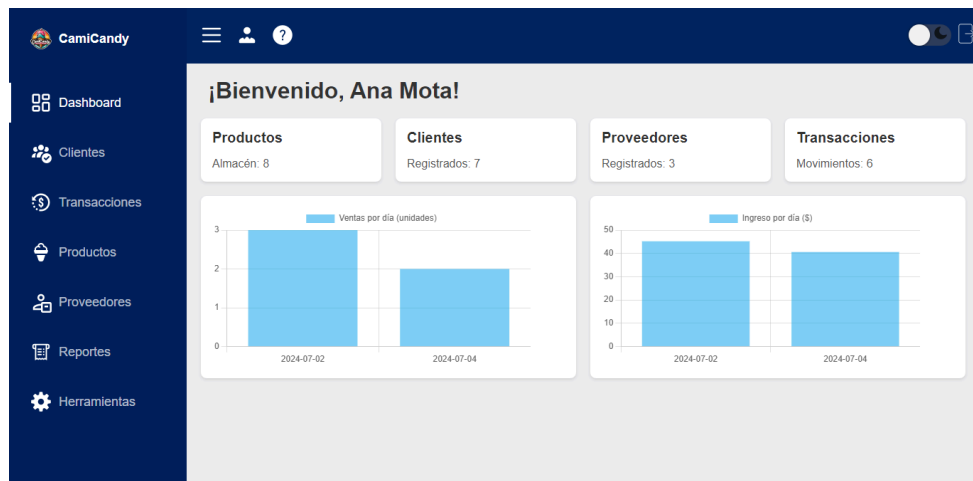 CamiCandy
?
Dashboard
Clientes
Transacciones
Productos
Proveedores
Reportes
Herramientas
¡Bienvenido, Ana Mota!
Productos
Almacén: 8
Clientes
Registrados: 7
Proveedores
Registrados: 3
Transacciones
Movimientos: 6
Ventas por día (unidades)
3
2
1
0
2024-07-02 2024-07-04
Ingreso por día ($)
50
40
30
20
10
0
2024-07-02 2024-07-04